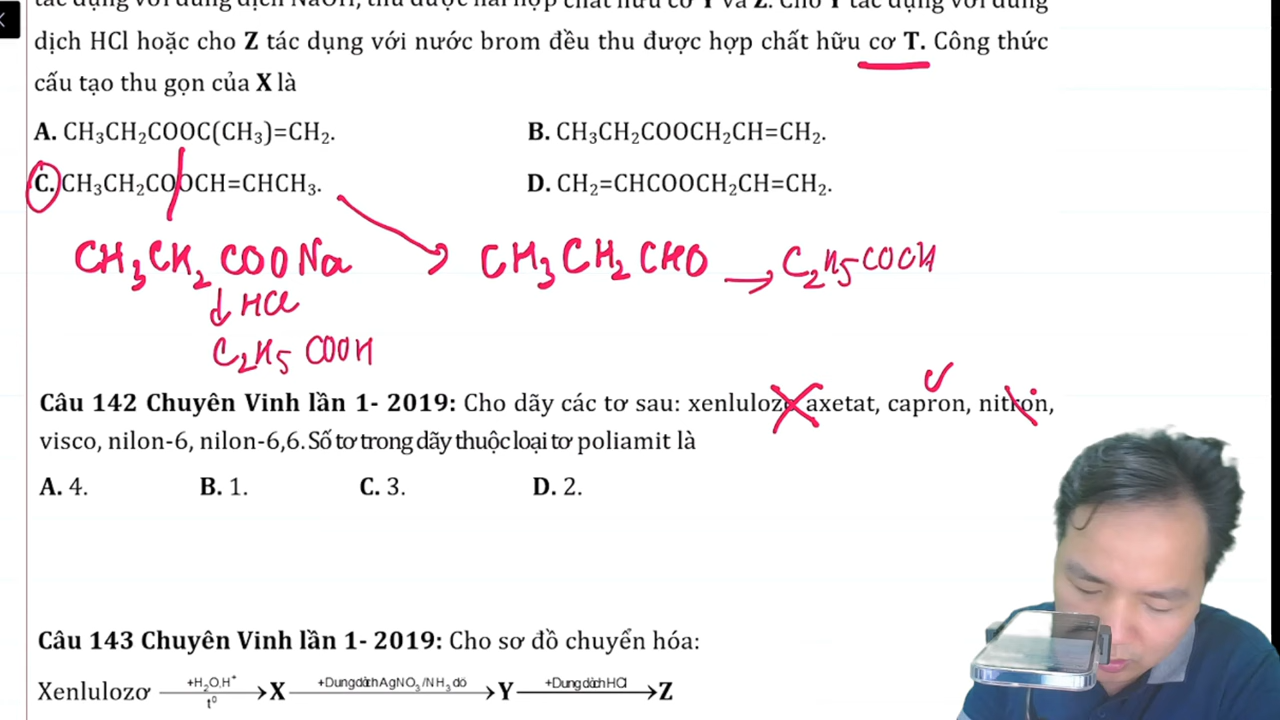 tác dụng với dung dịch NaOH, thu được hai hợp chất hữu cơ Y và Z. Cho Y tác dụng với dung
dịch HCl hoặc cho Z tác dụng với nước brom đều thu được hợp chất hữu cơ T. Công thức
cấu tạo thu gọn của X là
A. CH₃CH₂COOC(CH₃)=CH₂.
B. CH₃CH₂COOCH₂CH=CH₂.
C. CH₃CH₂COOCH=CHCH₃.
D. CH₂=CHCOOCH₂CH=CH₂.
CH₃CH₂COONa → CH₃CH₂CHO → C₂H₅COOH
↓ HCl
C₂H₅COOH
Câu 142 Chuyên Vinh lần 1- 2019: Cho dãy các tơ sau: xenlulozơ axetat, capron, nitron,
visco, nilon-6, nilon-6,6. Số tơ trong dãy thuộc loại tơ poliamit là
A. 4. B. 1. C. 3. D. 2.
Câu 143 Chuyên Vinh lần 1- 2019: Cho sơ đồ chuyển hóa:
Xenlulozơ +H₂O,H⁺ t⁰ → X +Dung dịch AgNO₃/NH₃ dư → Y +Dung dịch HCl → Z